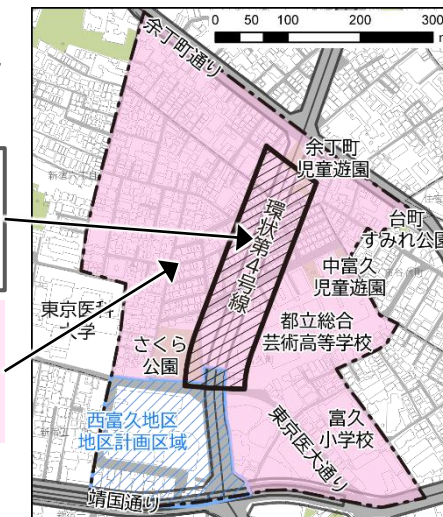 0 50 100 200 300
m
余丁町通り
余丁町
児童遊園
台町
すみれ公園
環状第4号線
中富久
児童遊園
東京医科
大学
都立総合
芸術高等学校
さくら
公園
西富久地区
地区計画区域
東京医大通り
富久
小学校
靖国通り